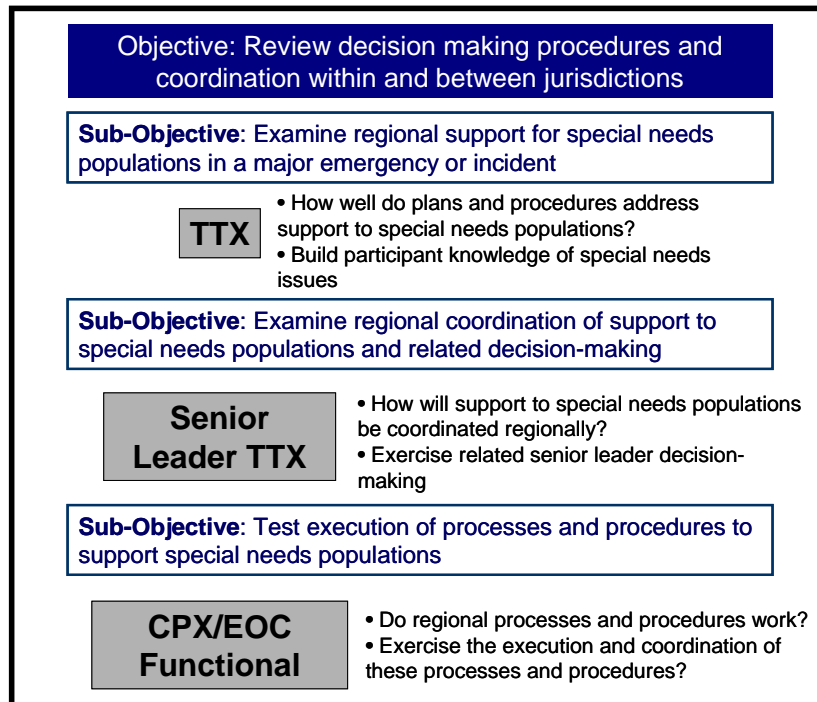 Objective: Review decision making procedures and
coordination within and between jurisdictions
Sub-Objective: Examine regional support for special needs
populations in a major emergency or incident
TTX
• How well do plans and procedures address
support to special needs populations?
• Build participant knowledge of special needs
issues
Sub-Objective: Examine regional coordination of support to
special needs populations and related decision-making
Senior
Leader TTX
• How will support to special needs populations
be coordinated regionally?
• Exercise related senior leader decision-
making
Sub-Objective: Test execution of processes and procedures to
support special needs populations
CPX/EOC
Functional
• Do regional processes and procedures work?
• Exercise the execution and coordination of
these processes and procedures?